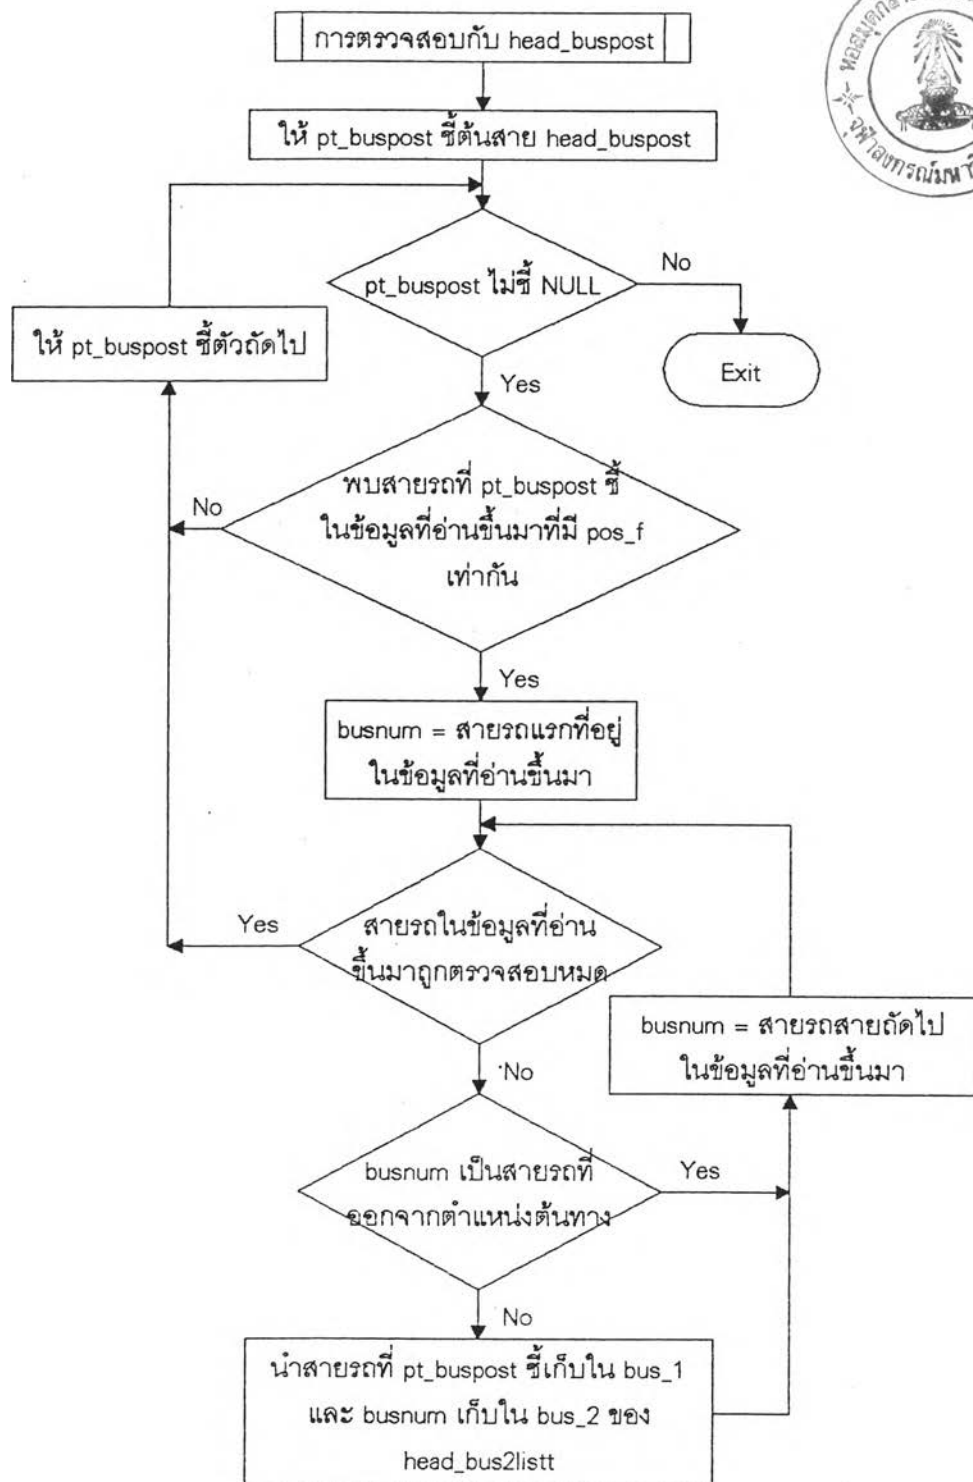 การตรวจสอบกับ head_buspost
ให้ pt_buspost ชี้ต้นสาย head_buspost
pt_buspost ไม่ชี้ NULL
No
ให้ pt_buspost ชี้ตัวถัดไป
Exit
Yes
พบสายรถที่ pt_buspost ชี้
ในข้อมูลที่อ่านขึ้นมาที่มี pos_f
เท่ากัน
No
Yes
busnum = สายรถแรกที่อยู่
ในข้อมูลที่อ่านขึ้นมา
Yes
สายรถในข้อมูลที่อ่าน
ขึ้นมาถูกตรวจสอบหมด
busnum = สายรถสายถัดไป
ในข้อมูลที่อ่านขึ้นมา
No
busnum เป็นสายรถที่
ออกจากตำแหน่งต้นทาง
Yes
No
นำสายรถที่ pt_buspost ชี้เก็บใน bus_1
และ busnum เก็บใน bus_2 ของ
head_bus2listt